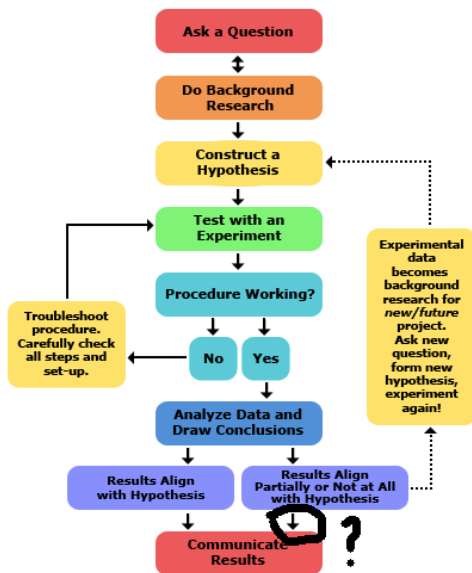 Ask a Question
Do Background
Research
Construct a
Hypothesis
Test with an
Experiment
Procedure Working?
No
Yes
Troubleshoot
procedure.
Carefully check
all steps and
set-up.
Experimental
data
becomes
background
research for
new/future
project.
Ask new
question,
form new
hypothesis,
experiment
again!
Analyze Data and
Draw Conclusions
Results Align
with Hypothesis
Results Align
Partially or Not at All
with Hypothesis
Communicate
Results
?